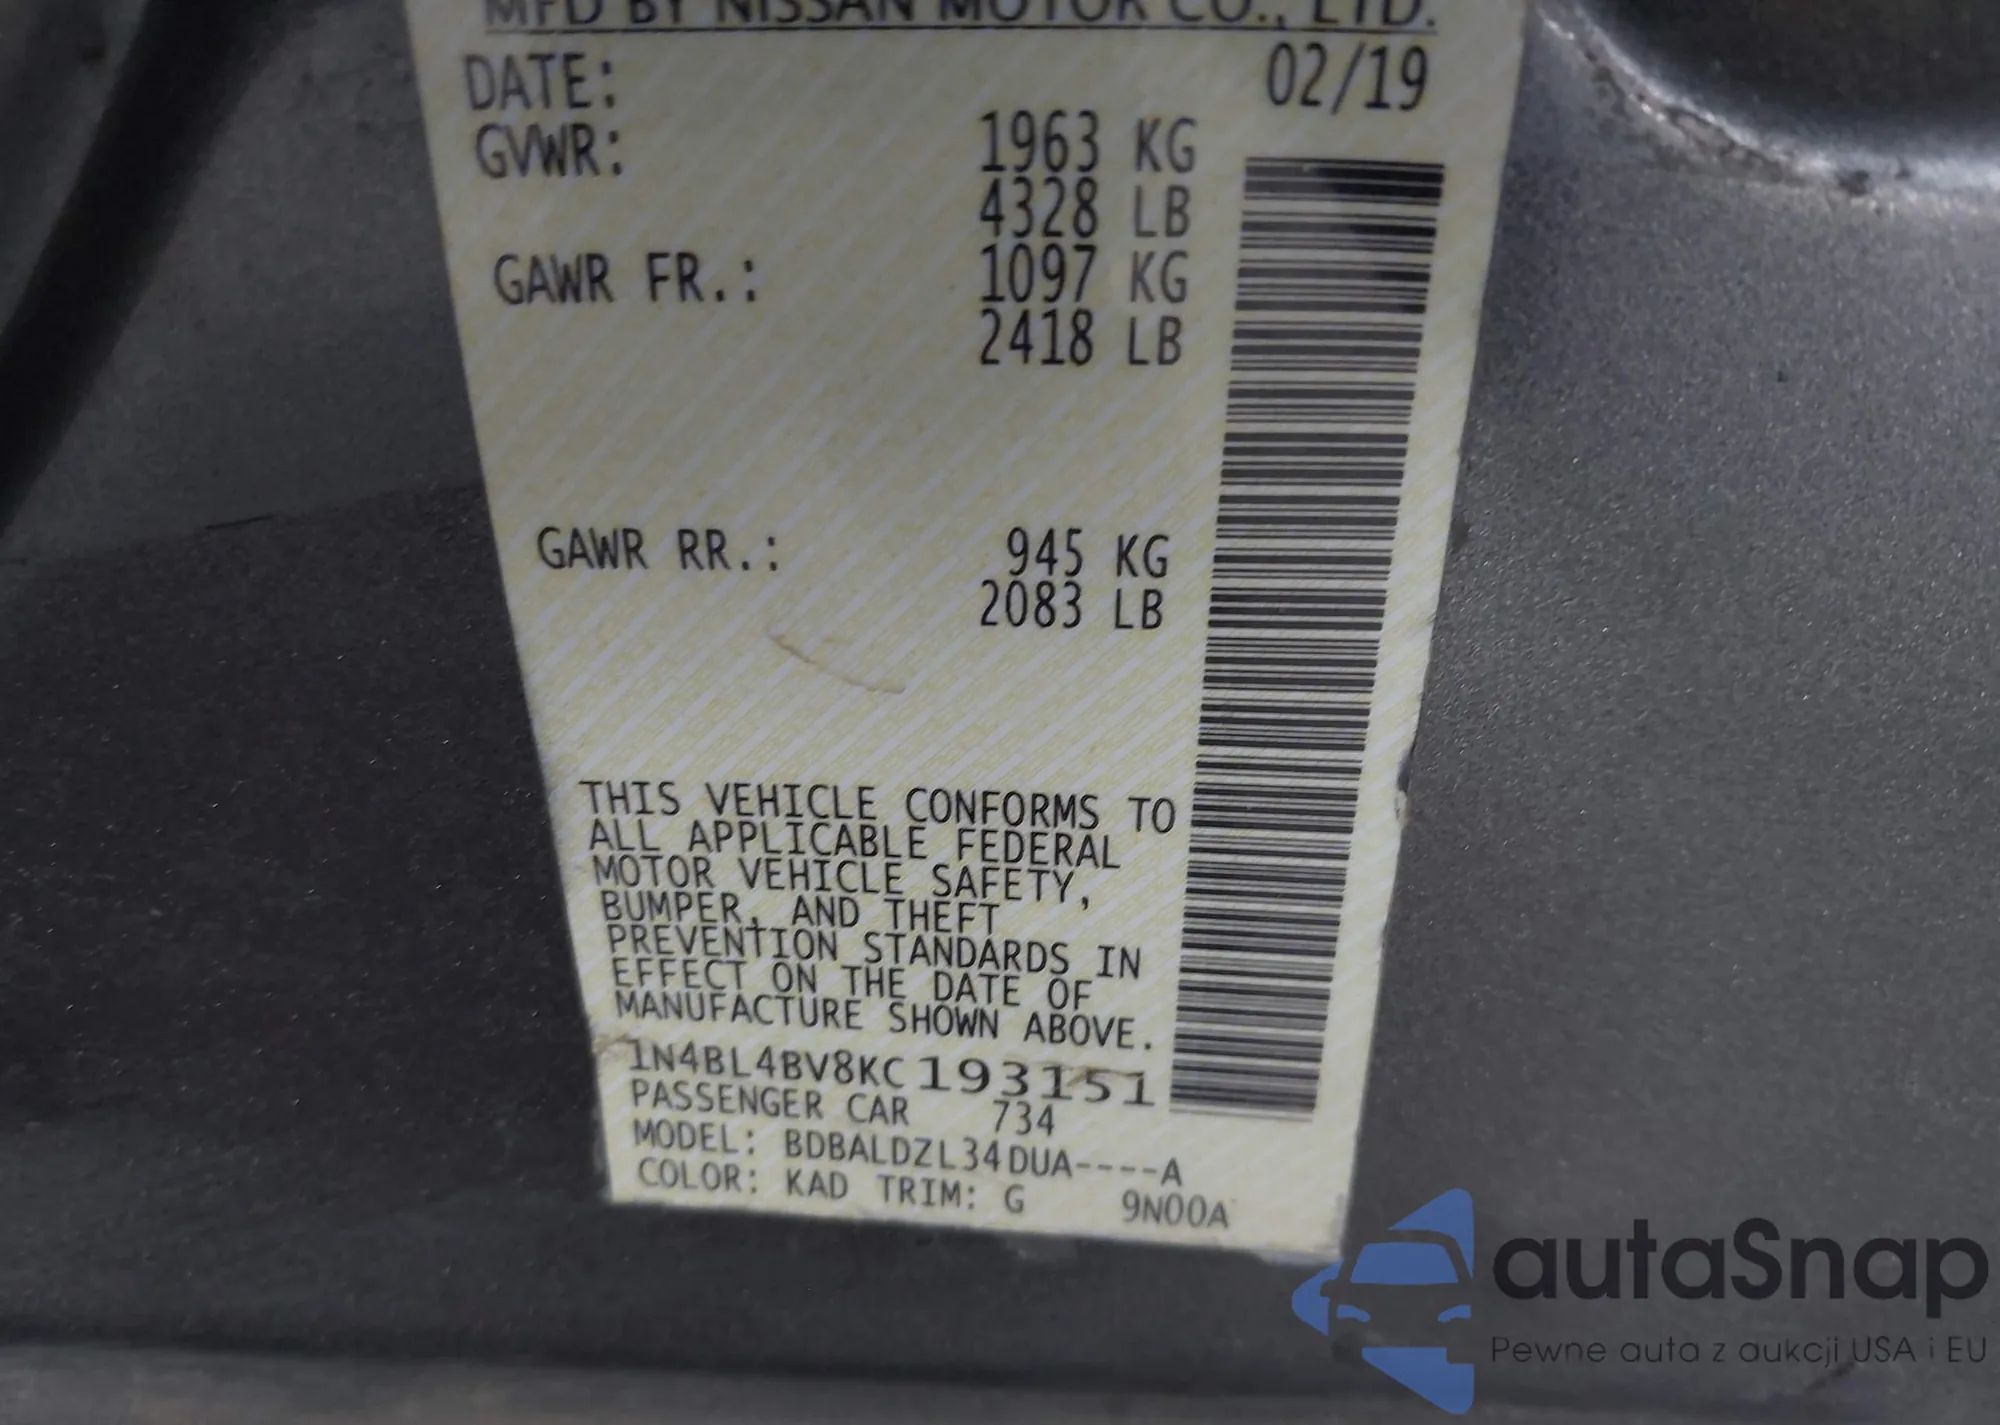 MFD BY NISSAN MOTOR CO., LTD.
DATE: 02/19
GVWR: 1963 KG
4328 LB
GAWR FR.: 1097 KG
2418 LB
GAWR RR.: 945 KG
2083 LB
THIS VEHICLE CONFORMS TO
ALL APPLICABLE FEDERAL
MOTOR VEHICLE SAFETY,
BUMPER, AND THEFT
PREVENTION STANDARDS IN
EFFECT ON THE DATE OF
MANUFACTURE SHOWN ABOVE.
1N4BL4BV8KC193151
PASSENGER CAR 734
MODEL: BDBALDZL34DUA----A
COLOR: KAD TRIM: G 9N00A
autaSnap
Pewne auta z aukcji USA i EU